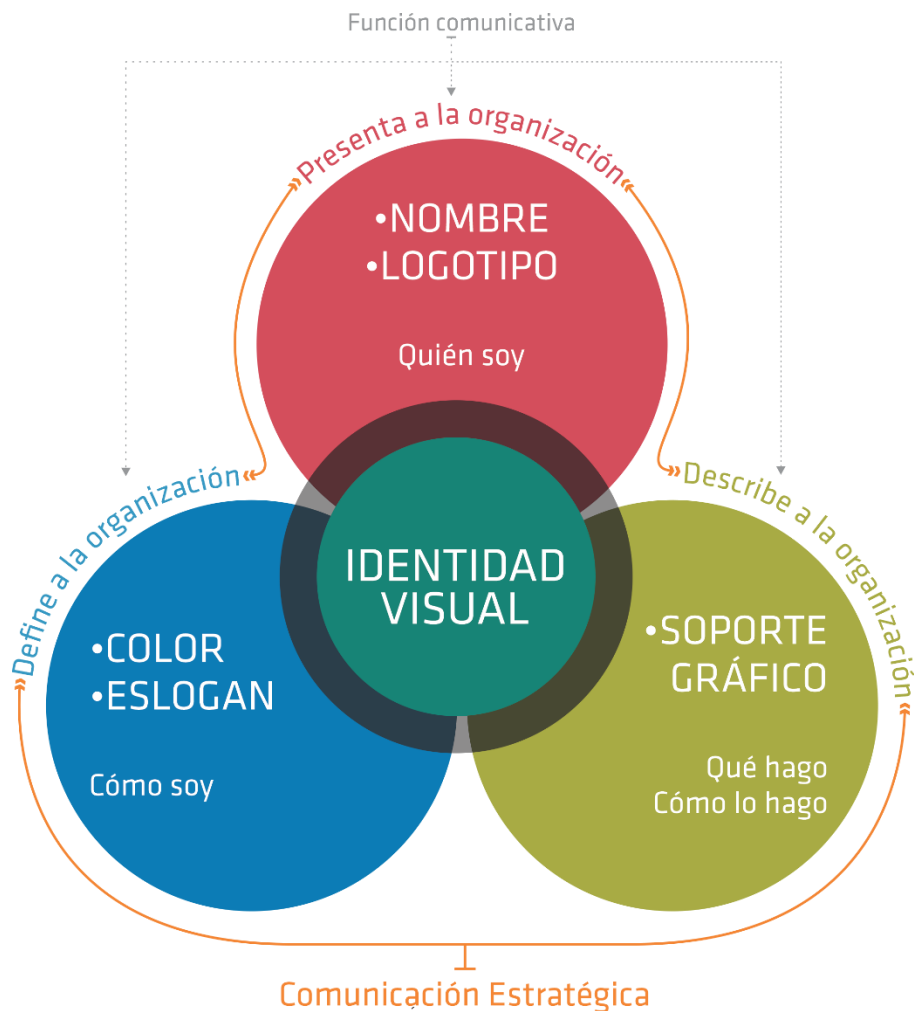 Función comunicativa
Presenta a la organización
•NOMBRE
•LOGOTIPO
Quién soy
Define a la organización
Describe a la organización
IDENTIDAD
VISUAL
•COLOR
•ESLOGAN
Cómo soy
•SOPORTE
GRÁFICO
Qué hago
Cómo lo hago
Comunicación Estratégica